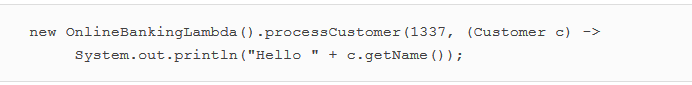 new OnlineBankingLambda().processCustomer(1337, (Customer c) ->
System.out.println("Hello " + c.getName());